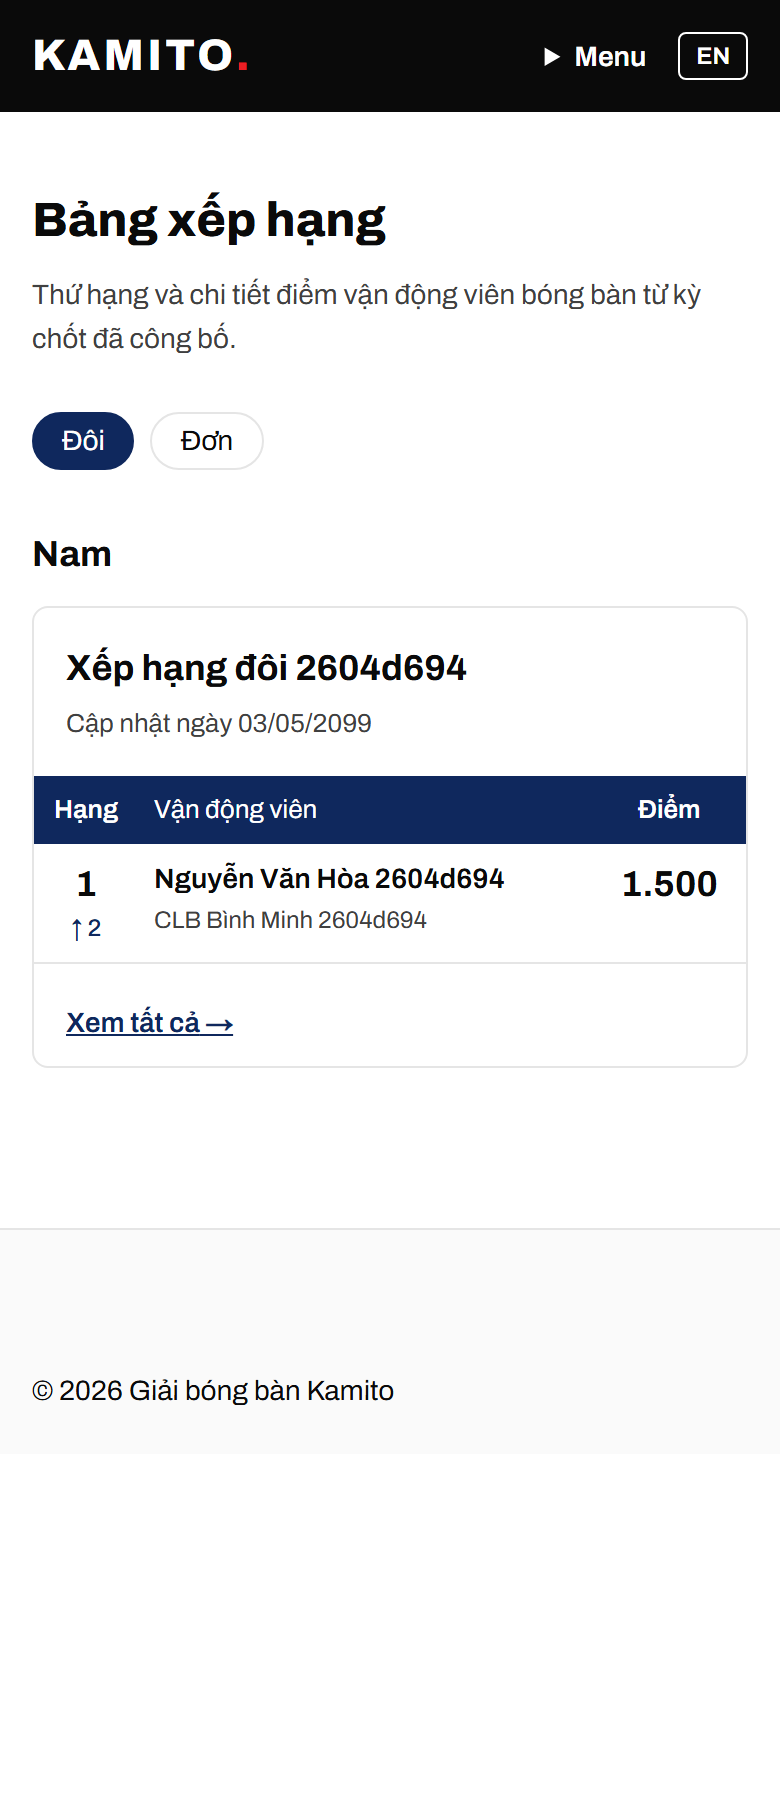 KAMITO.
▶ Menu
EN
Bảng xếp hạng
Thứ hạng và chi tiết điểm vận động viên bóng bàn từ kỳ
chốt đã công bố.
Đôi
Đơn
Nam
Xếp hạng đôi 2604d694
Cập nhật ngày 03/05/2099
Hạng Vận động viên Điểm
1 Nguyễn Văn Hòa 2604d694 1.500
↑2 CLB Bình Minh 2604d694
Xem tất cả →
© 2026 Giải bóng bàn Kamito